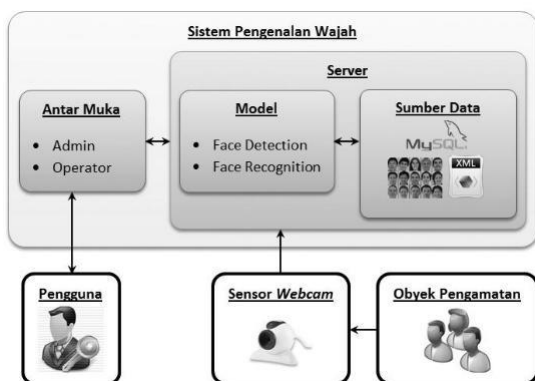 Sistem Pengenalan Wajah
Server
Antar Muka
• Admin
• Operator
Model
• Face Detection
• Face Recognition
Sumber Data
MySQL
XML
Pengguna
Sensor Webcam
Obyek Pengamatan